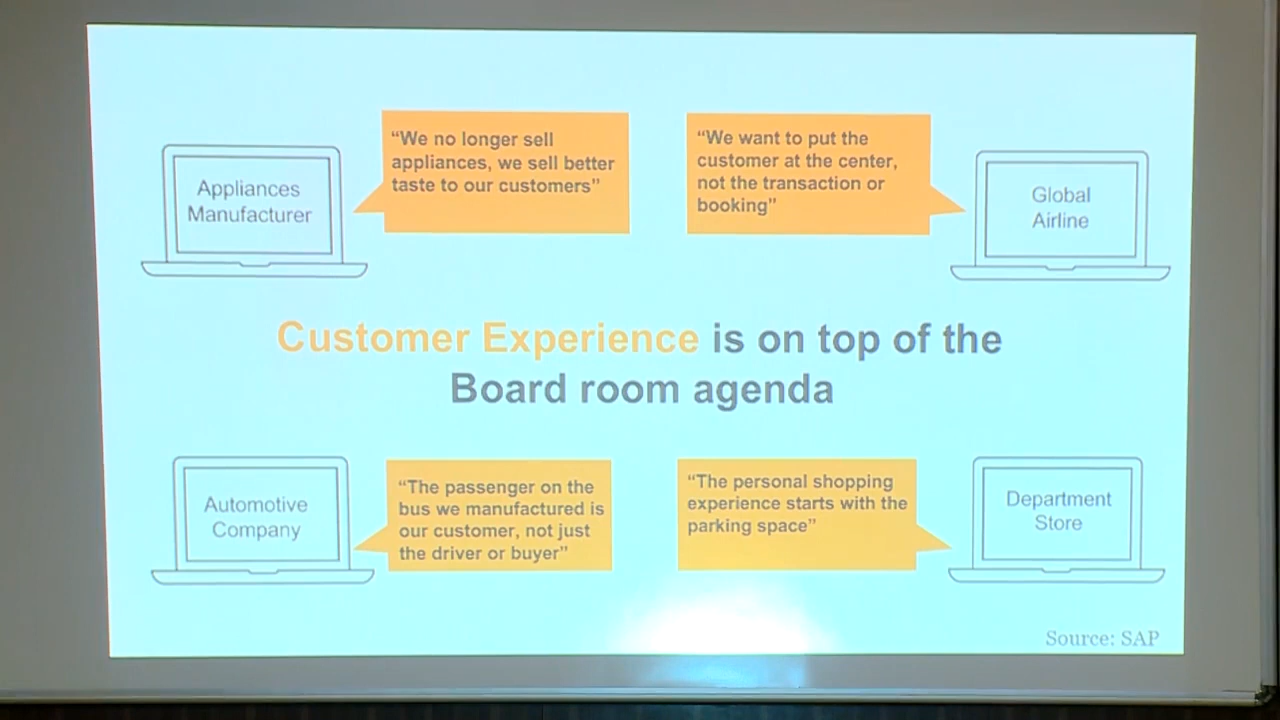 Appliances
Manufacturer
“We no longer sell
appliances, we sell better
taste to our customers”
“We want to put the
customer at the center,
not the transaction or
booking”
Global
Airline
Customer Experience is on top of the
Board room agenda
Automotive
Company
“The passenger on the
bus we manufactured is
our customer, not just
the driver or buyer”
“The personal shopping
experience starts with the
parking space”
Department
Store
Source: SAP